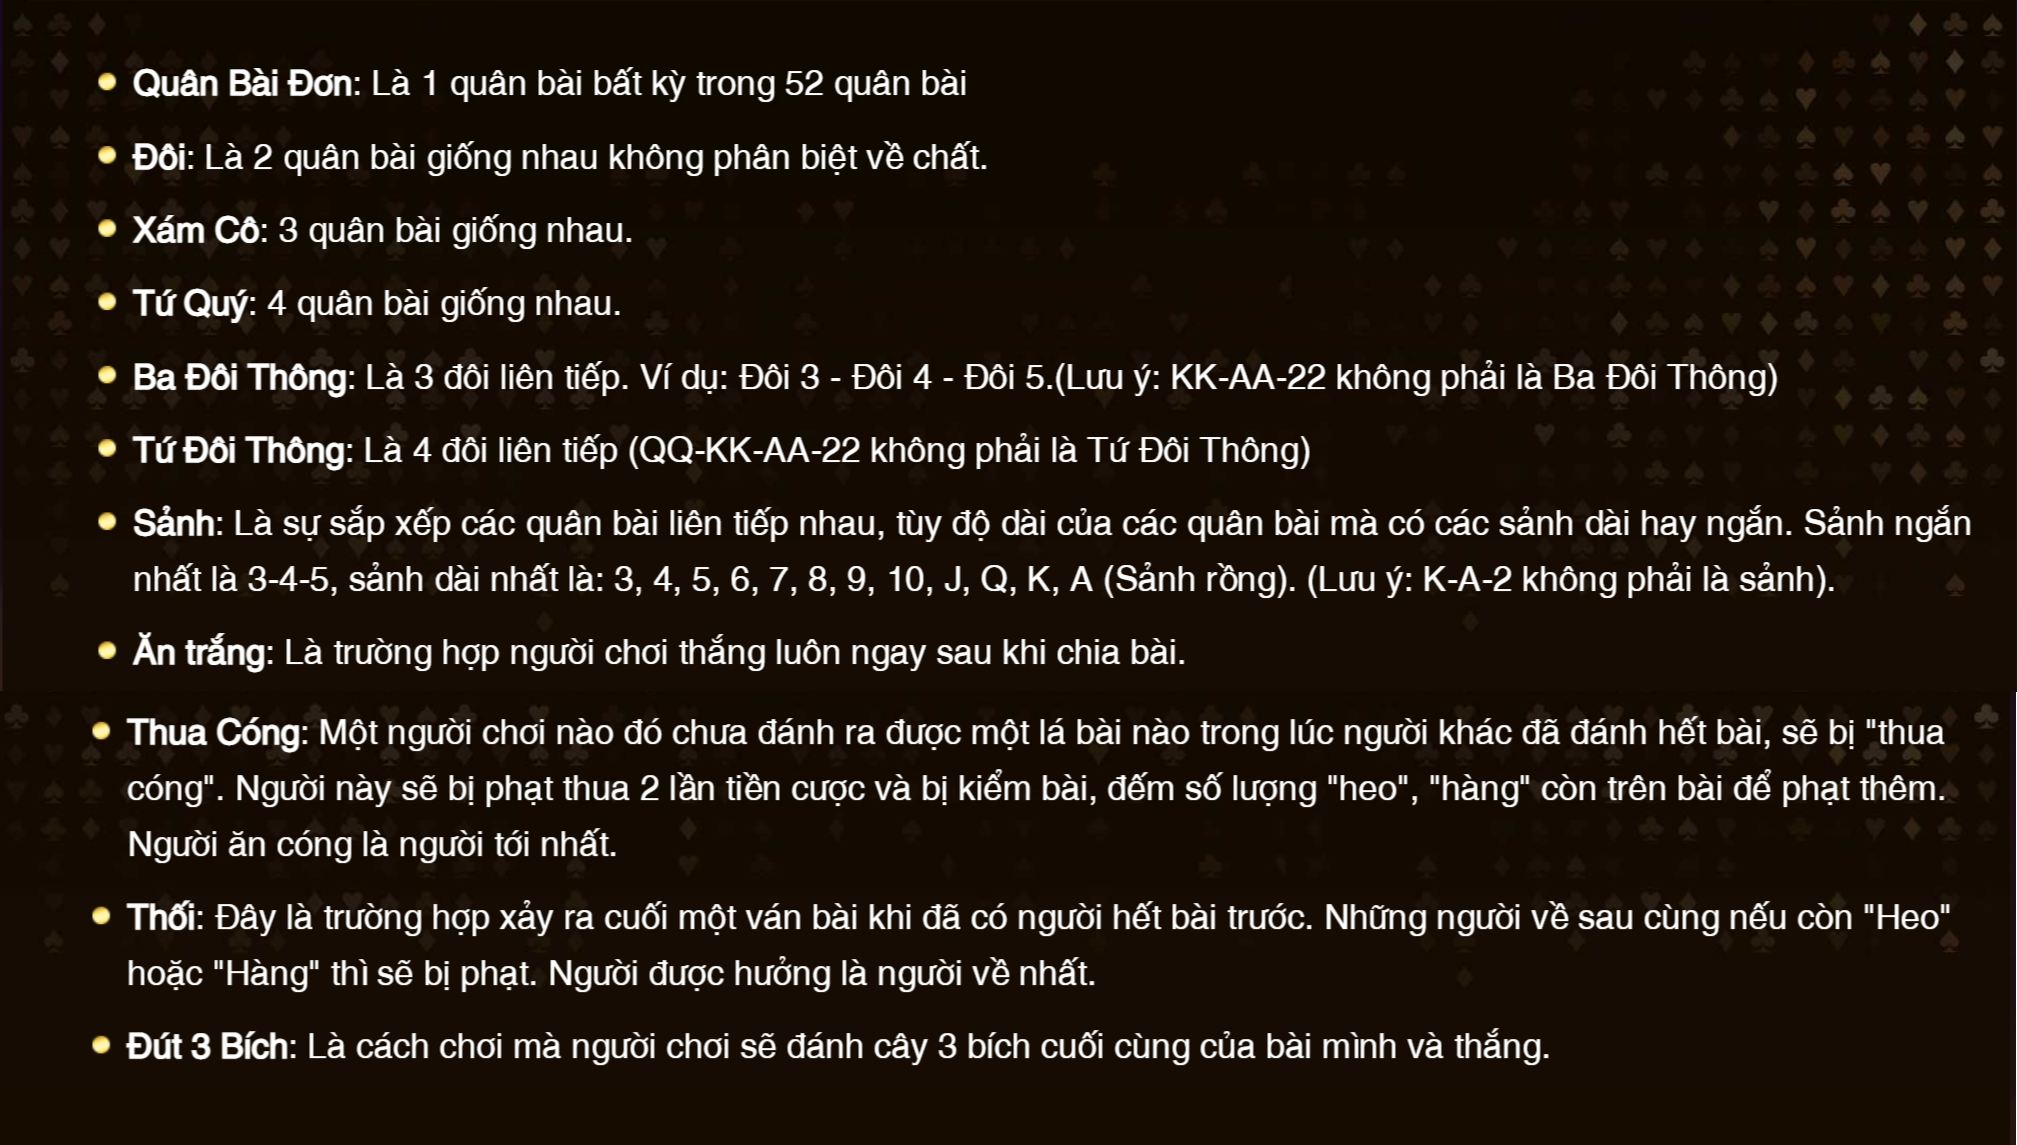 Quân Bài Đơn: Là 1 quân bài bất kỳ trong 52 quân bài
Đôi: Là 2 quân bài giống nhau không phân biệt về chất.
Xám Cô: 3 quân bài giống nhau.
Tứ Quý: 4 quân bài giống nhau.
Ba Đôi Thông: Là 3 đôi liên tiếp. Ví dụ: Đôi 3 - Đôi 4 - Đôi 5.(Lưu ý: KK-AA-22 không phải là Ba Đôi Thông)
Tứ Đôi Thông: Là 4 đôi liên tiếp (QQ-KK-AA-22 không phải là Tứ Đôi Thông)
Sảnh: Là sự sắp xếp các quân bài liên tiếp nhau, tùy độ dài của các quân bài mà có các sảnh dài hay ngắn. Sảnh ngắn
nhất là 3-4-5, sảnh dài nhất là: 3, 4, 5, 6, 7, 8, 9, 10, J, Q, K, A (Sảnh rồng). (Lưu ý: K-A-2 không phải là sảnh).
Ăn trắng: Là trường hợp người chơi thắng luôn ngay sau khi chia bài.
Thua Cóng: Một người chơi nào đó chưa đánh ra được một lá bài nào trong lúc người khác đã đánh hết bài, sẽ bị "thua
cóng". Người này sẽ bị phạt thua 2 lần tiền cược và bị kiểm bài, đếm số lượng "heo", "hàng" còn trên bài để phạt thêm.
Người ăn cóng là người tới nhất.
Thối: Đây là trường hợp xảy ra cuối một ván bài khi đã có người hết bài trước. Những người về sau cùng nếu còn "Heo"
hoặc "Hàng" thì sẽ bị phạt. Người được hưởng là người về nhất.
Đút 3 Bích: Là cách chơi mà người chơi sẽ đánh cây 3 bích cuối cùng của bài mình và thắng.